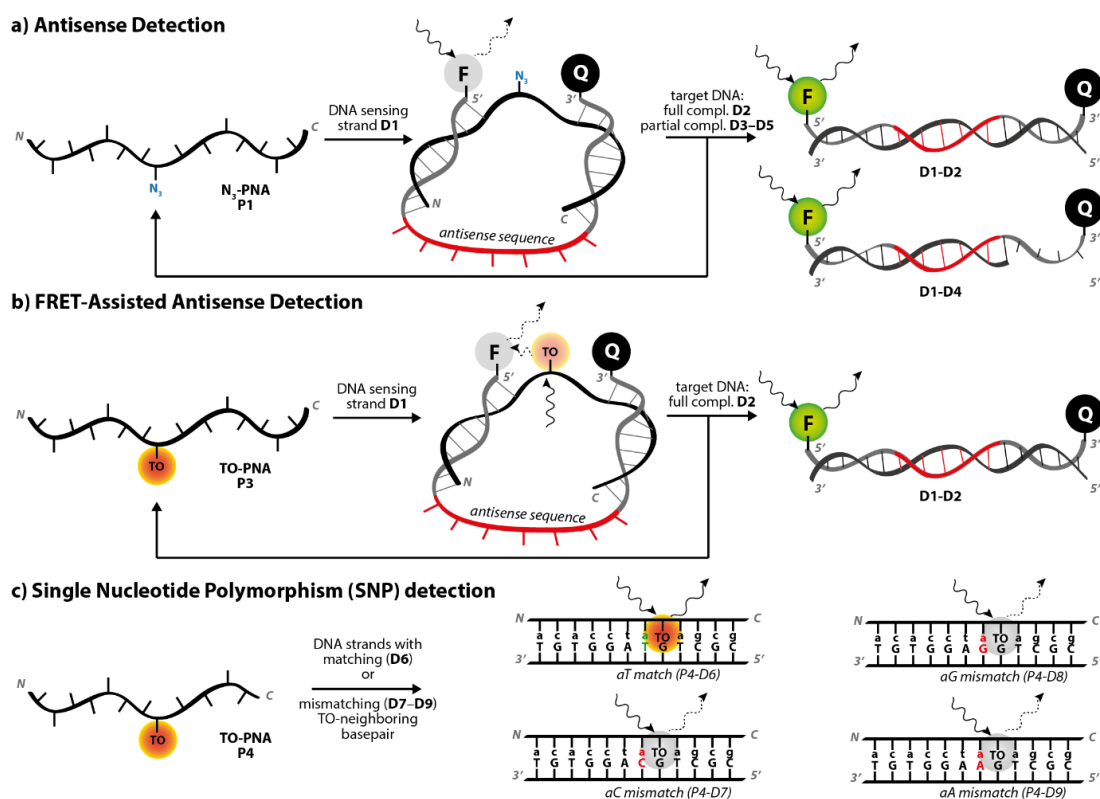 a) Antisense Detection
F
5′
N3
Q
3′
DNA sensing
strand D1
target DNA:
full compl. D2
partial compl. D3–D5
N
C
N3
N3-PNA
P1
N
C
antisense sequence
F
5′
3′
Q
5′
D1-D2
F
5′
3′
Q
5′
D1-D4
b) FRET-Assisted Antisense Detection
F
TO
Q
5′
3′
DNA sensing
strand D1
target DNA:
full compl. D2
N
C
TO
TO-PNA
P3
N
C
antisense sequence
F
5′
3′
Q
5′
D1-D2
c) Single Nucleotide Polymorphism (SNP) detection
N
C
TO
TO-PNA
P4
DNA strands with
matching (D6)
or
mismatching (D7–D9)
TO-neighboring
basepair
N C
a c a c c t a TO a g c g
T G T G G A T G T C G C
3′ 5′
aT match (P4-D6)
N C
a c a c c t a TO a g c g
T G T G G A G G T C G C
3′ 5′
aG mismatch (P4-D8)
N C
a c a c c t a TO a g c g
T G T G G A C G T C G C
3′ 5′
aC mismatch (P4-D7)
N C
a c a c c t a TO a g c g
T G T G G A A G T C G C
3′ 5′
aA mismatch (P4-D9)